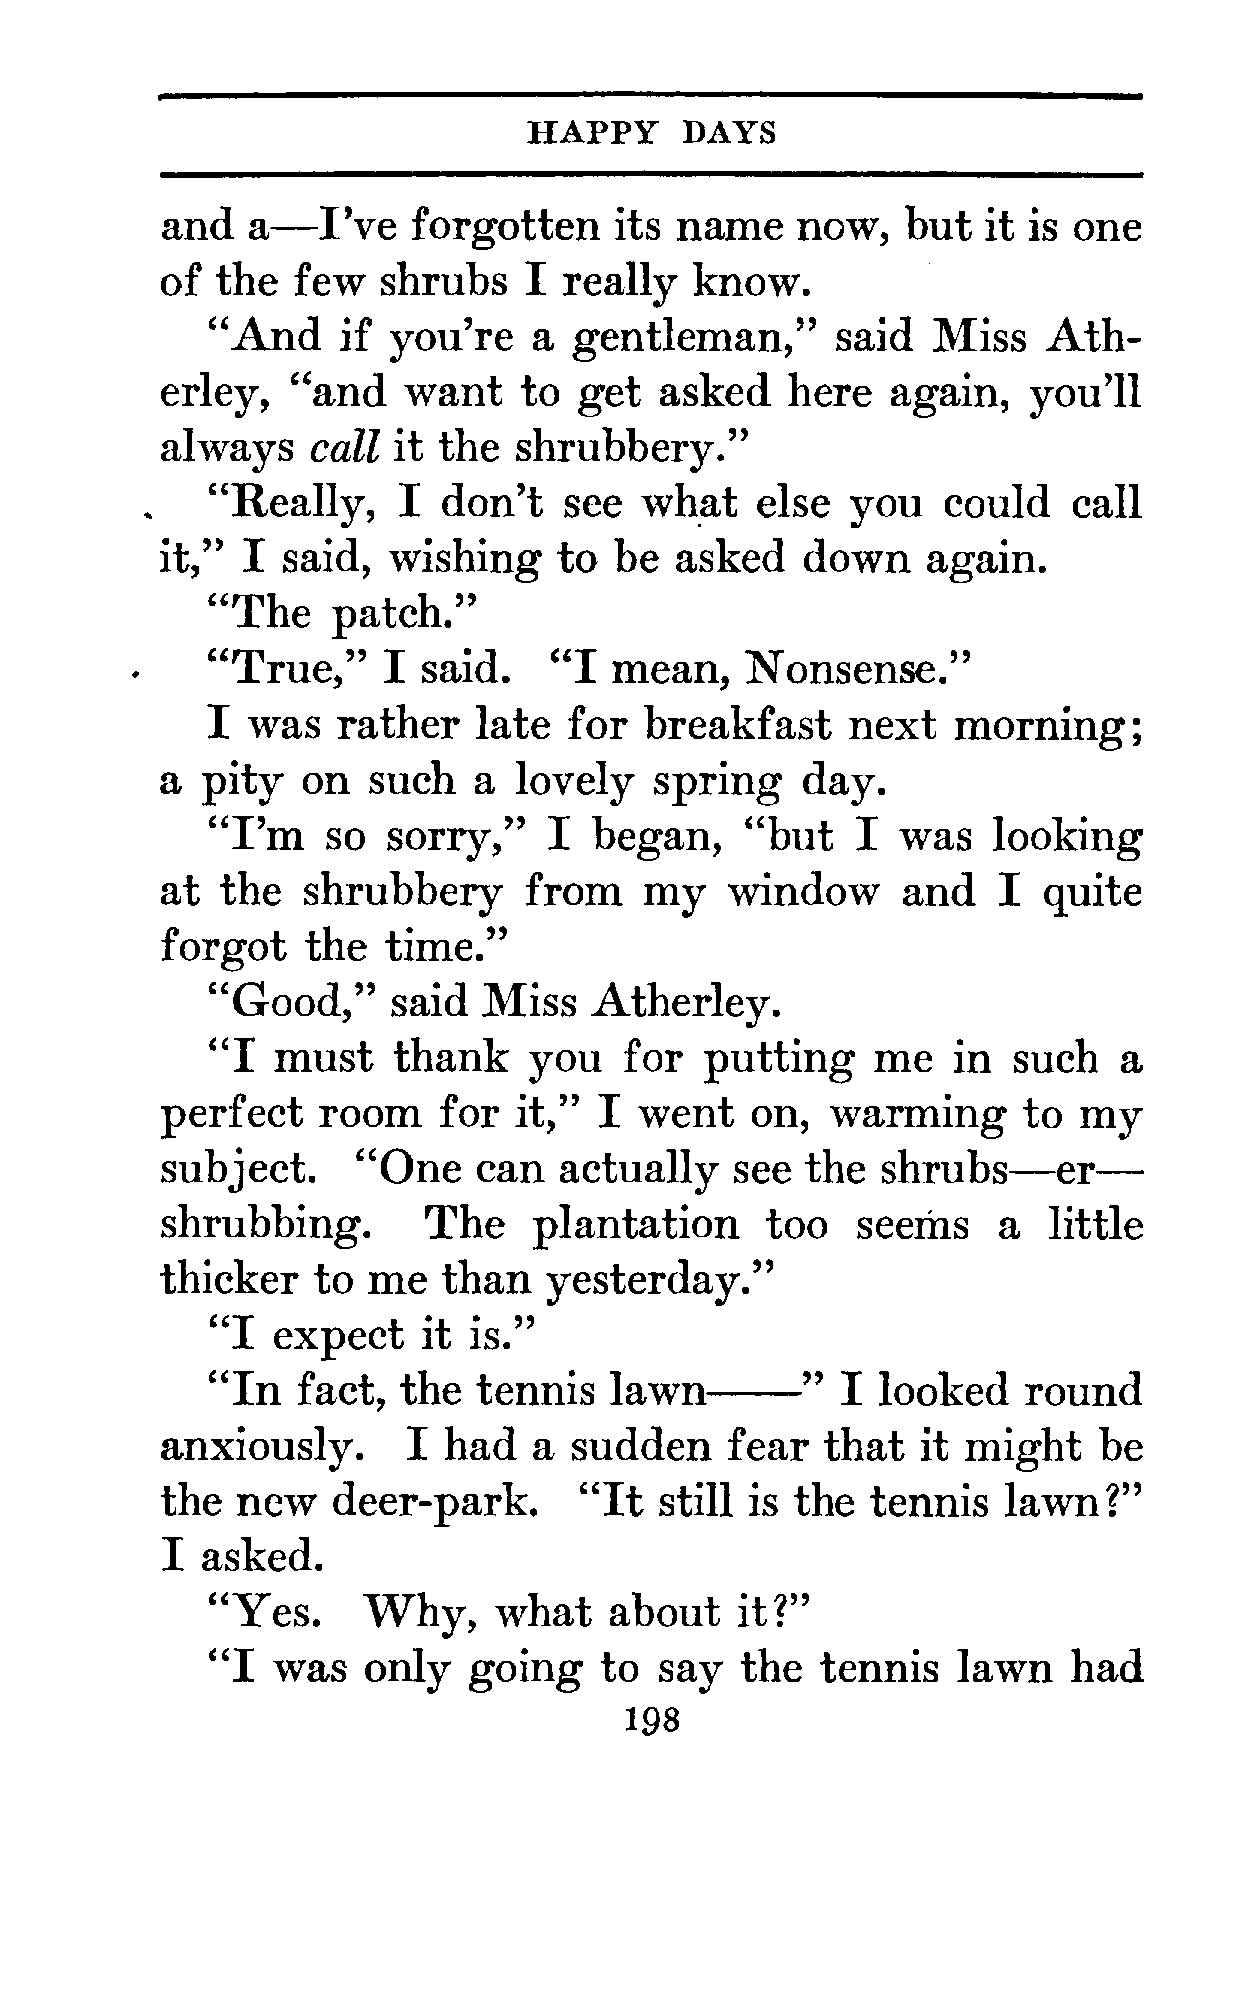 HAPPY DAYS
and a—I've forgotten its name now, but it is one
of the few shrubs I really know.
"And if you're a gentleman," said Miss Ath-
erley, "and want to get asked here again, you'll
always call it the shrubbery."
"Really, I don't see what else you could call
it," I said, wishing to be asked down again.
"The patch."
"True," I said. "I mean, Nonsense."
I was rather late for breakfast next morning;
a pity on such a lovely spring day.
"I'm so sorry," I began, "but I was looking
at the shrubbery from my window and I quite
forgot the time."
"Good," said Miss Atherley.
"I must thank you for putting me in such a
perfect room for it," I went on, warming to my
subject. "One can actually see the shrubs—er—
shrubbing. The plantation too seems a little
thicker to me than yesterday."
"I expect it is."
"In fact, the tennis lawn——" I looked round
anxiously. I had a sudden fear that it might be
the new deer-park. "It still is the tennis lawn?"
I asked.
"Yes. Why, what about it?"
"I was only going to say the tennis lawn had
198